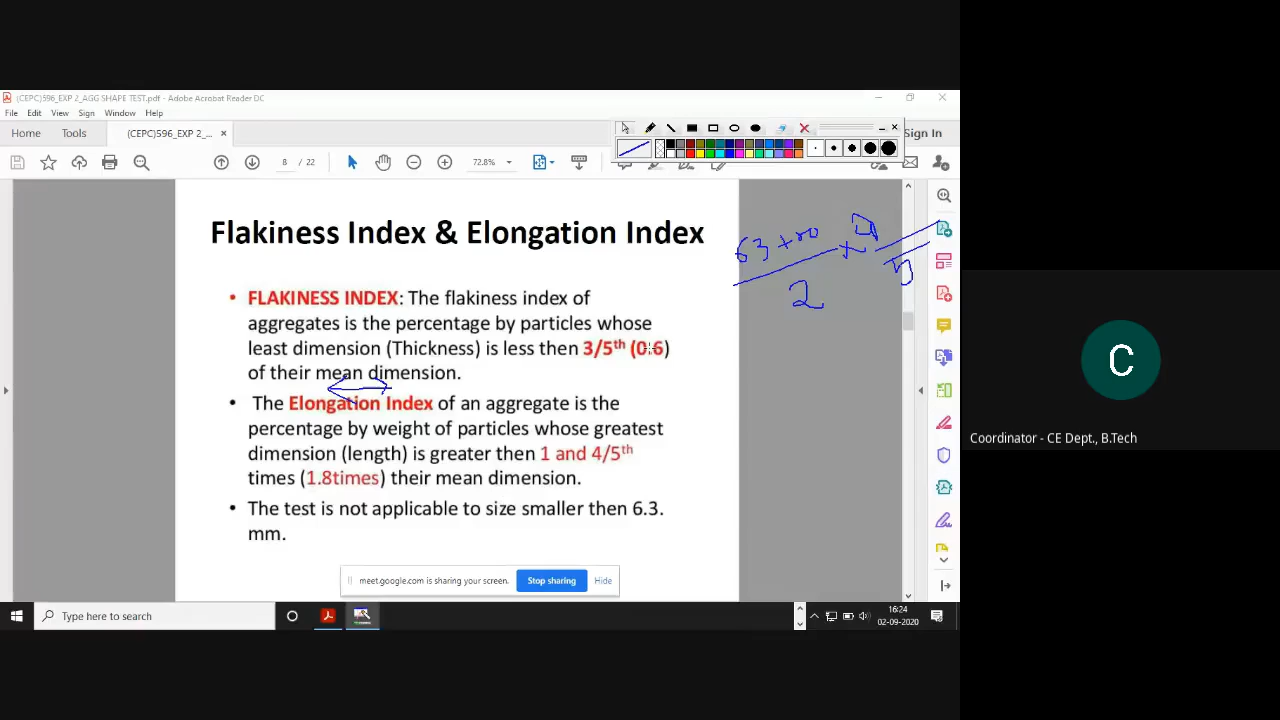 (CEPC)596_EXP 2_AGG SHAPE TEST.pdf - Adobe Acrobat Reader DC
File Edit View Sign Window Help
Home Tools (CEPC)596_EXP 2_... × Sign In
8 / 22 72.8%
Flakiness Index & Elongation Index
• FLAKINESS INDEX: The flakiness index of
aggregates is the percentage by particles whose
least dimension (Thickness) is less then 3/5th (0.6)
of their mean dimension.
• The Elongation Index of an aggregate is the
percentage by weight of particles whose greatest
dimension (length) is greater then 1 and 4/5th
times (1.8times) their mean dimension.
• The test is not applicable to size smaller then 6.3.
mm.
63 +
2
meet.google.com is sharing your screen. Stop sharing Hide
Type here to search
16:24
02-09-2020
C
Coordinator - CE Dept., B.Tech